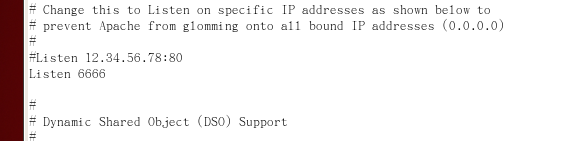 # Change this to Listen on specific IP addresses as shown below to
# prevent Apache from glomming onto all bound IP addresses (0.0.0.0)
#
#Listen 12.34.56.78:80
Listen 6666
#
# Dynamic Shared Object (DSO) Support
#